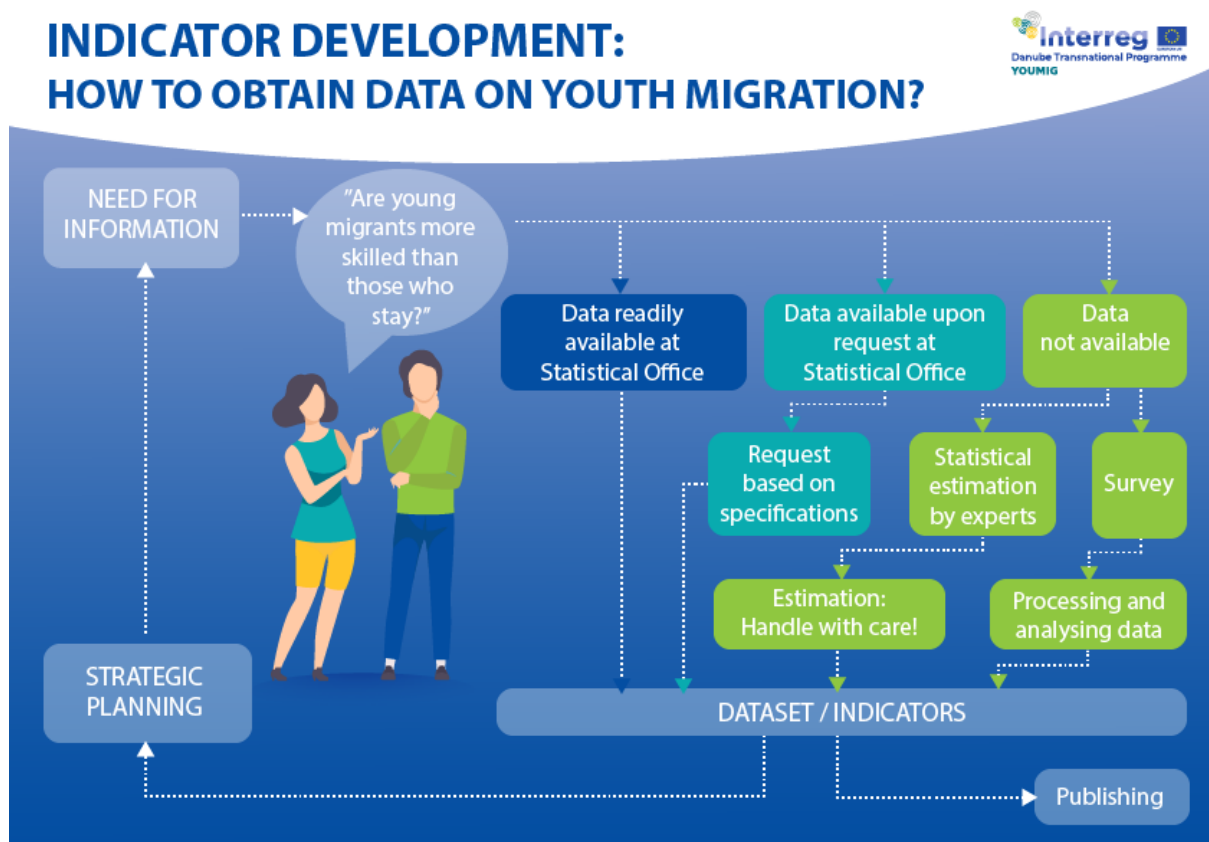 INDICATOR DEVELOPMENT:
HOW TO OBTAIN DATA ON YOUTH MIGRATION?
Interreg
Danube Transnational Programme
YOUMIG
NEED FOR
INFORMATION
"Are young
migrants more
skilled than
those who
stay?"
Data readily
available at
Statistical Office
Data available upon
request at
Statistical Office
Data
not available
Request
based on
specifications
Statistical
estimation
by experts
Survey
Estimation:
Handle with care!
Processing and
analysing data
STRATEGIC
PLANNING
DATASET / INDICATORS
Publishing